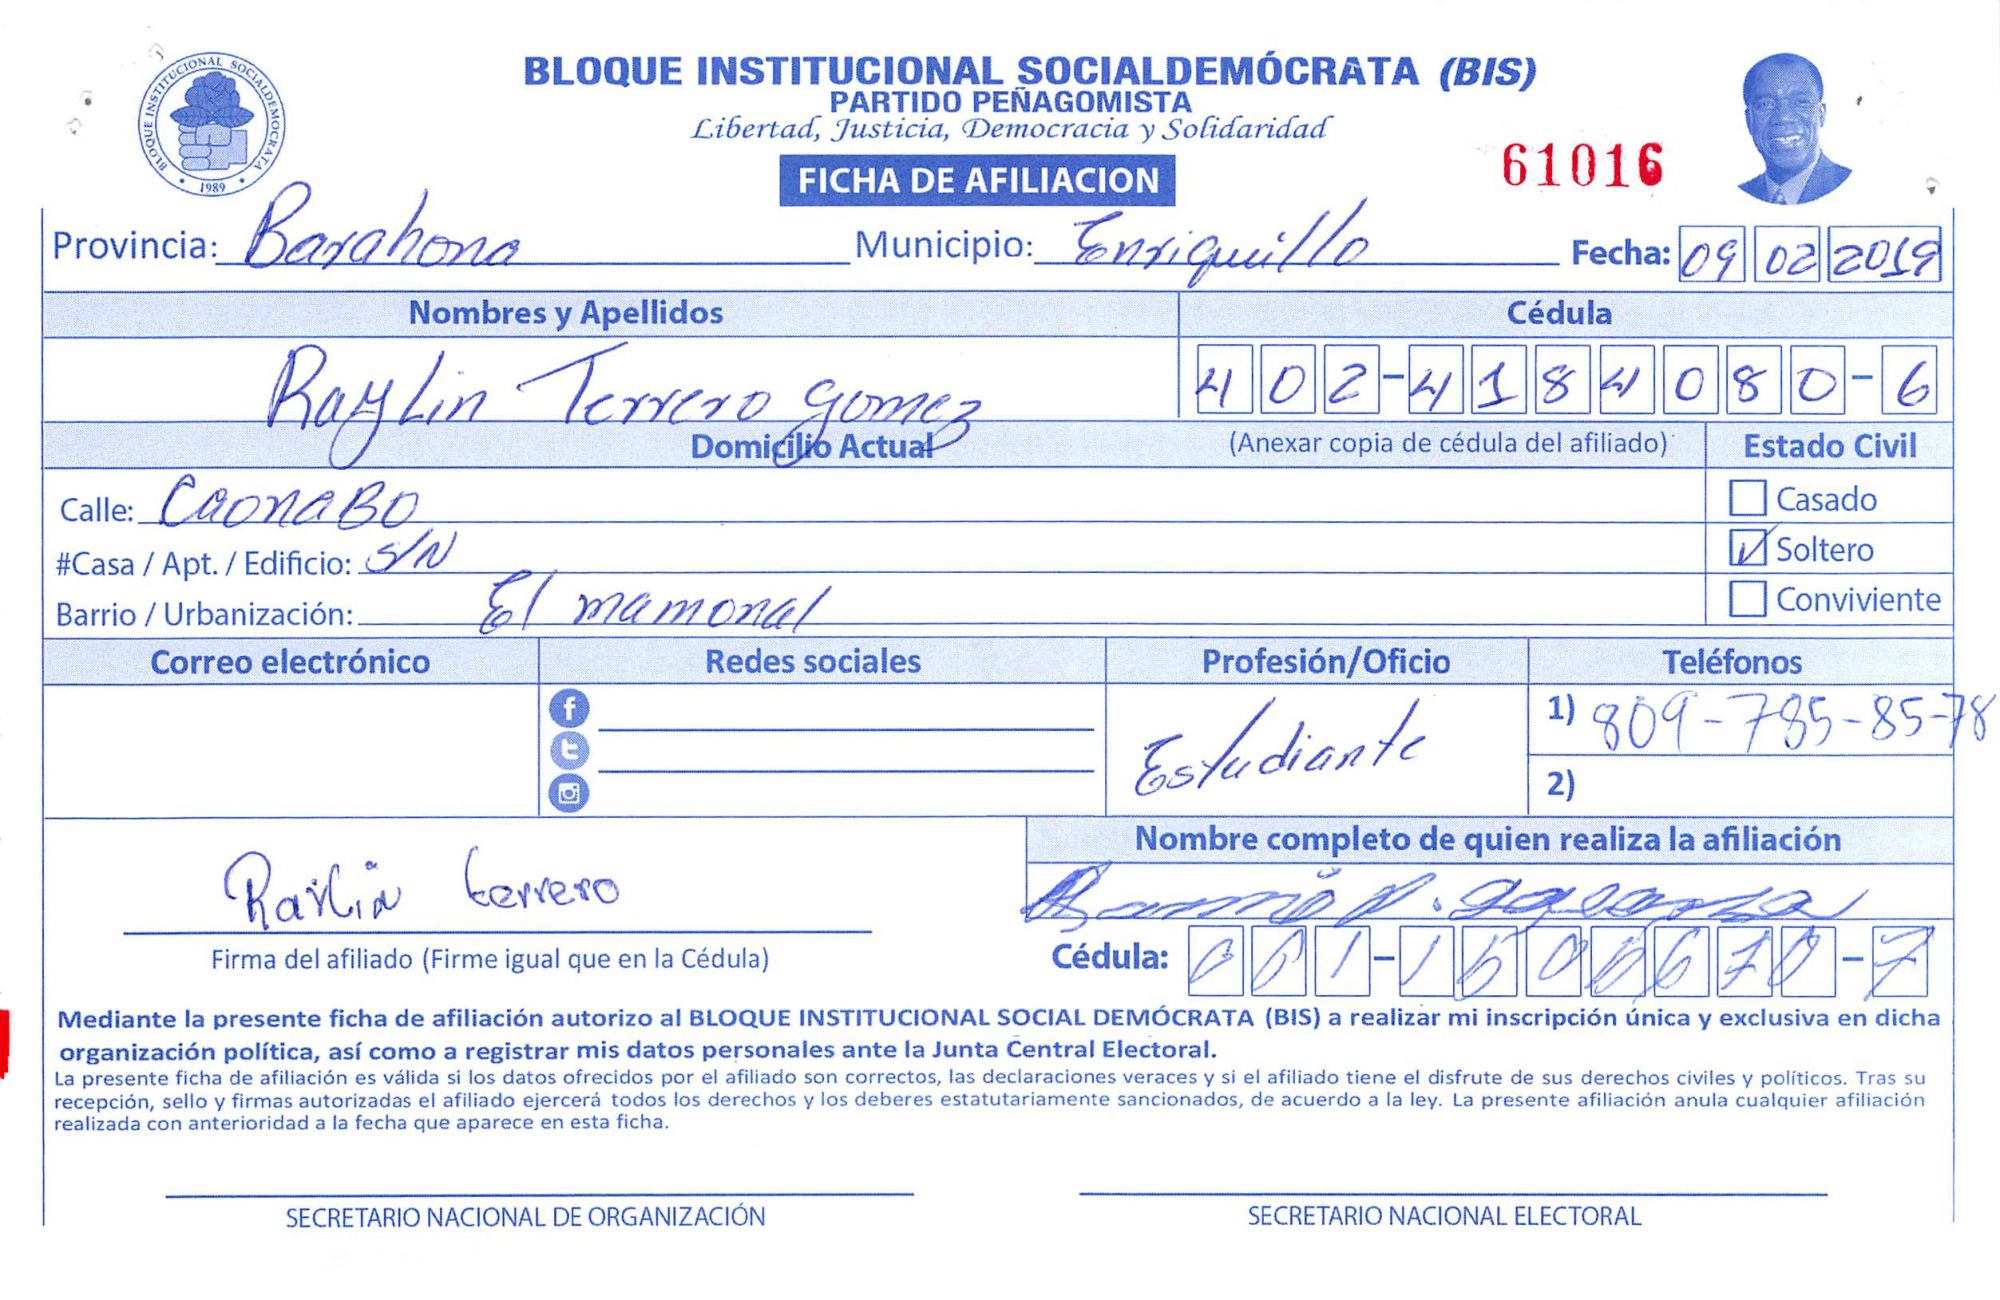 BLOQUE INSTITUCIONAL SOCIALDEMOCRATA
1989
BLOQUE INSTITUCIONAL SOCIALDEMÓCRATA (BIS)
PARTIDO PEÑAGOMISTA
Libertad, Justicia, Democracia y Solidaridad
FICHA DE AFILIACION
61016
Provincia: Barahona Municipio: Enriquillo Fecha: 09 02 2019
Nombres y Apellidos Cédula
Raylin Terrero gomez 402-4184080-6
Domicilio Actual (Anexar copia de cédula del afiliado) Estado Civil
Calle: CaonaBo Casado
#Casa / Apt. / Edificio: S/N Soltero
Barrio / Urbanización: El mamonal Conviviente
Correo electrónico Redes sociales Profesión/Oficio Teléfonos
Estudiante 1) 809-785-85-78
2)
Nombre completo de quien realiza la afiliación
Railin terrero
Firma del afiliado (Firme igual que en la Cédula) Cédula:
Mediante la presente ficha de afiliación autorizo al BLOQUE INSTITUCIONAL SOCIAL DEMÓCRATA (BIS) a realizar mi inscripción única y exclusiva en dicha
organización política, así como a registrar mis datos personales ante la Junta Central Electoral.
La presente ficha de afiliación es válida si los datos ofrecidos por el afiliado son correctos, las declaraciones veraces y si el afiliado tiene el disfrute de sus derechos civiles y políticos. Tras su
recepción, sello y firmas autorizadas el afiliado ejercerá todos los derechos y los deberes estatutariamente sancionados, de acuerdo a la ley. La presente afiliación anula cualquier afiliación
realizada con anterioridad a la fecha que aparece en esta ficha.
SECRETARIO NACIONAL DE ORGANIZACIÓN SECRETARIO NACIONAL ELECTORAL